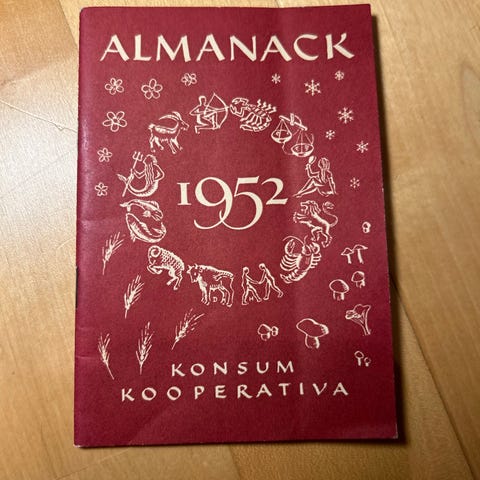 ALMANACK
1952
KONSUM
KOOPERATIVA